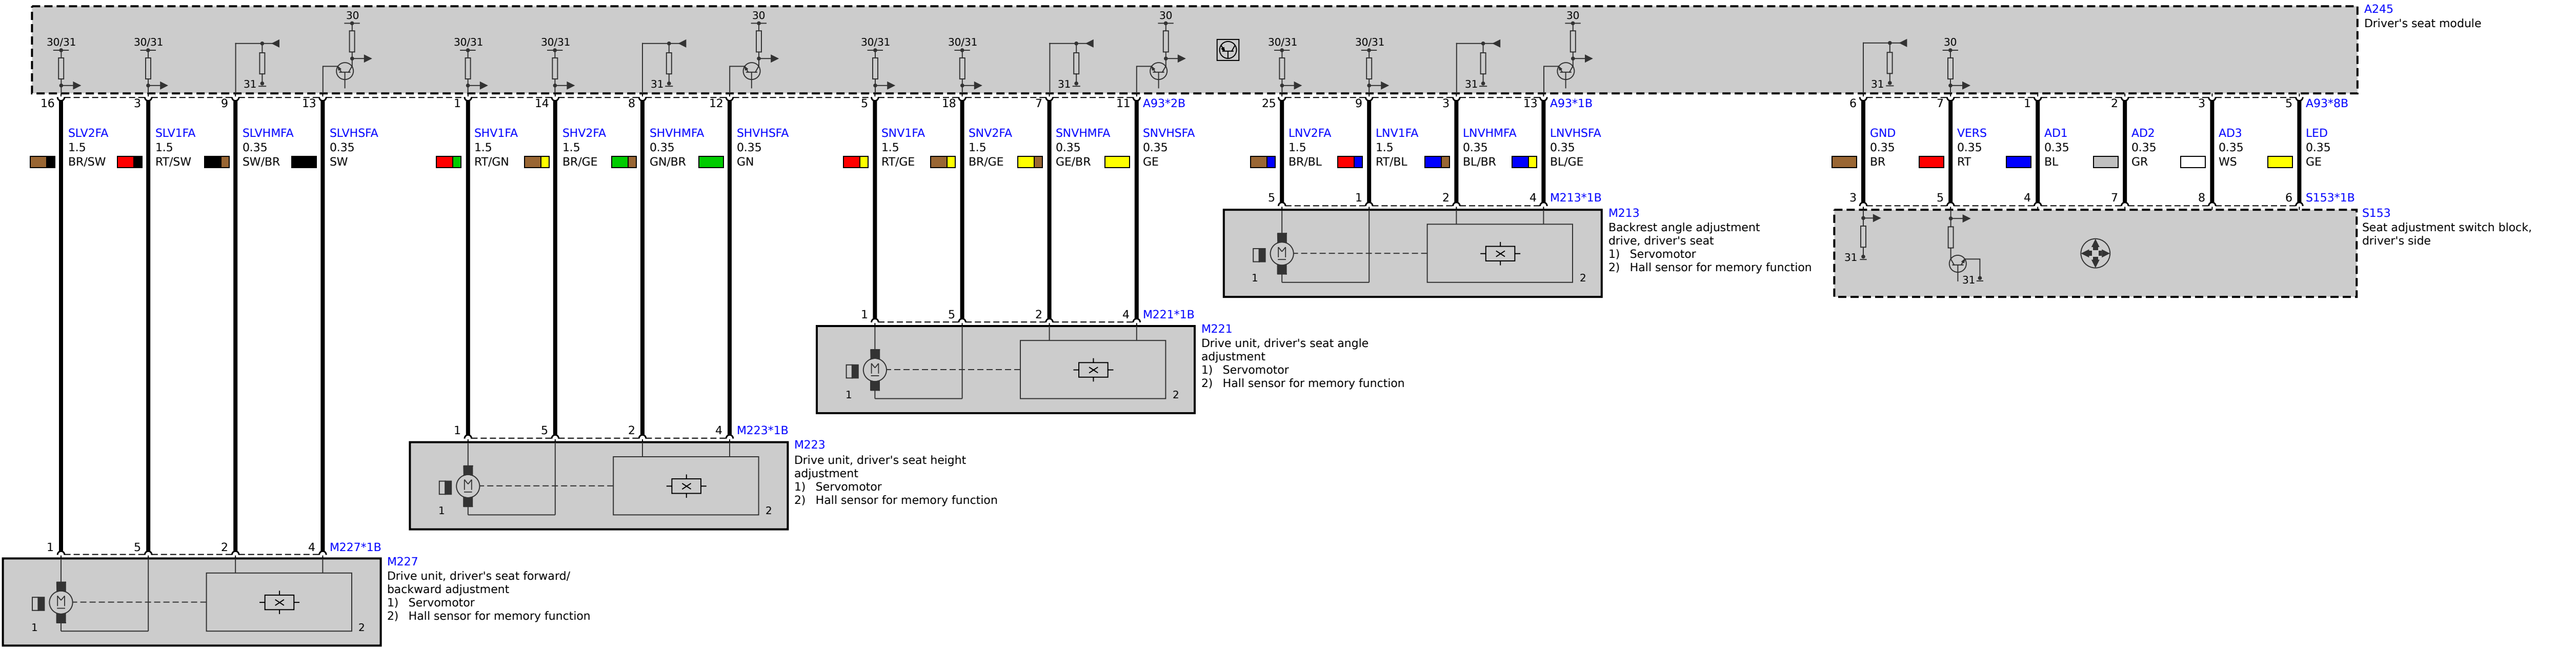 30 30 30 30 A245
Driver's seat module
30/31 30/31 30/31 30/31 30/31 30/31 30/31 30/31 30
31 31 31 31 31
16 3 9 13 1 14 8 12 5 18 7 11 A93*2B 25 9 3 13 A93*1B 6 7 1 2 3 5 A93*8B
SLV2FA SLV1FA SLVHMFA SLVHSFA SHV1FA SHV2FA SHVHMFA SHVHSFA SNV1FA SNV2FA SNVHMFA SNVHSFA LNV2FA LNV1FA LNVHMFA LNVHSFA GND VERS AD1 AD2 AD3 LED
1.5 1.5 0.35 0.35 1.5 1.5 0.35 0.35 1.5 1.5 0.35 0.35 1.5 1.5 0.35 0.35 0.35 0.35 0.35 0.35 0.35 0.35
BR/SW RT/SW SW/BR SW RT/GN BR/GE GN/BR GN RT/GE BR/GE GE/BR GE BR/BL RT/BL BL/BR BL/GE BR RT BL GR WS GE
5 1 2 4 M213*1B 3 5 4 7 8 6 S153*1B
M213
Backrest angle adjustment
drive, driver's seat
1) Servomotor
2) Hall sensor for memory function
M
X
1 2
S153
Seat adjustment switch block,
driver's side
31 31
1 5 2 4 M221*1B
M221
Drive unit, driver's seat angle
adjustment
1) Servomotor
2) Hall sensor for memory function
M
X
1 2
1 5 2 4 M223*1B
M223
Drive unit, driver's seat height
adjustment
1) Servomotor
2) Hall sensor for memory function
M
X
1 2
1 5 2 4 M227*1B
M227
Drive unit, driver's seat forward/
backward adjustment
1) Servomotor
2) Hall sensor for memory function
M
X
1 2